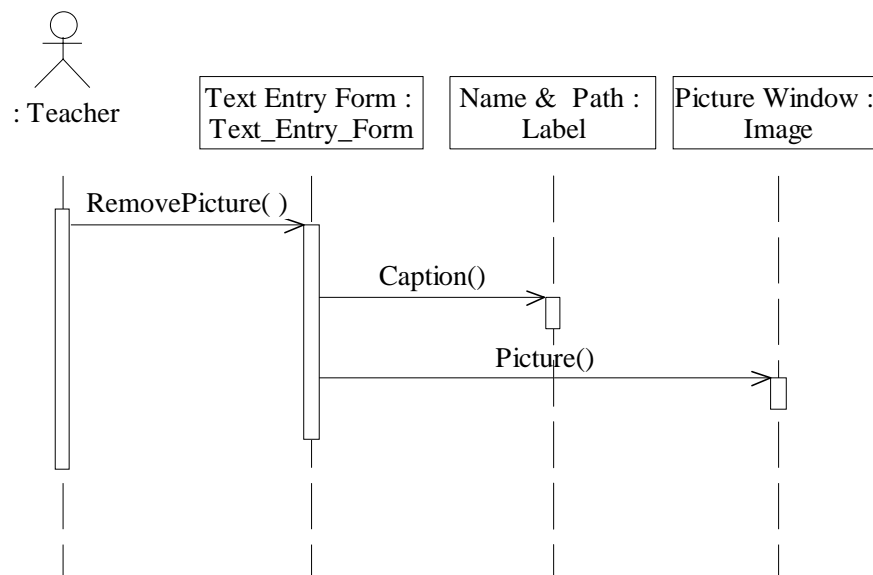 : Teacher
Text Entry Form :
Text_Entry_Form
Name &  Path :
Label
Picture Window :
Image
RemovePicture( )
Caption()
Picture()